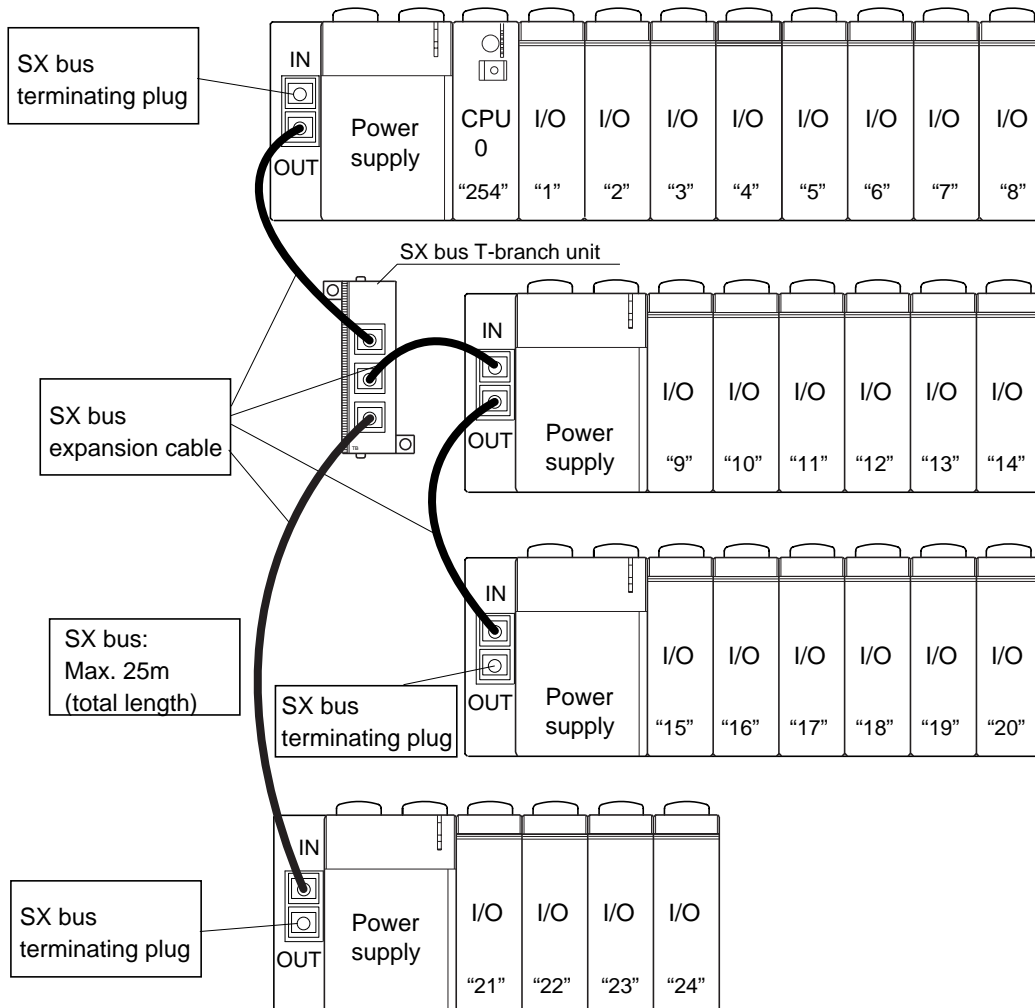 SX bus
terminating plug
IN
OUT
Power
supply
CPU
0
“254”
I/O I/O I/O I/O I/O I/O I/O I/O
“1” “2” “3” “4” “5” “6” “7” “8”
SX bus T-branch unit
SX bus
expansion cable
TB
IN
OUT
Power
supply
I/O I/O I/O I/O I/O I/O
“9” “10” “11” “12” “13” “14”
SX bus:
Max. 25m
(total length)
SX bus
terminating plug
IN
OUT
Power
supply
I/O I/O I/O I/O I/O I/O
“15” “16” “17” “18” “19” “20”
SX bus
terminating plug
IN
OUT
Power
supply
I/O I/O I/O I/O
“21” “22” “23” “24”